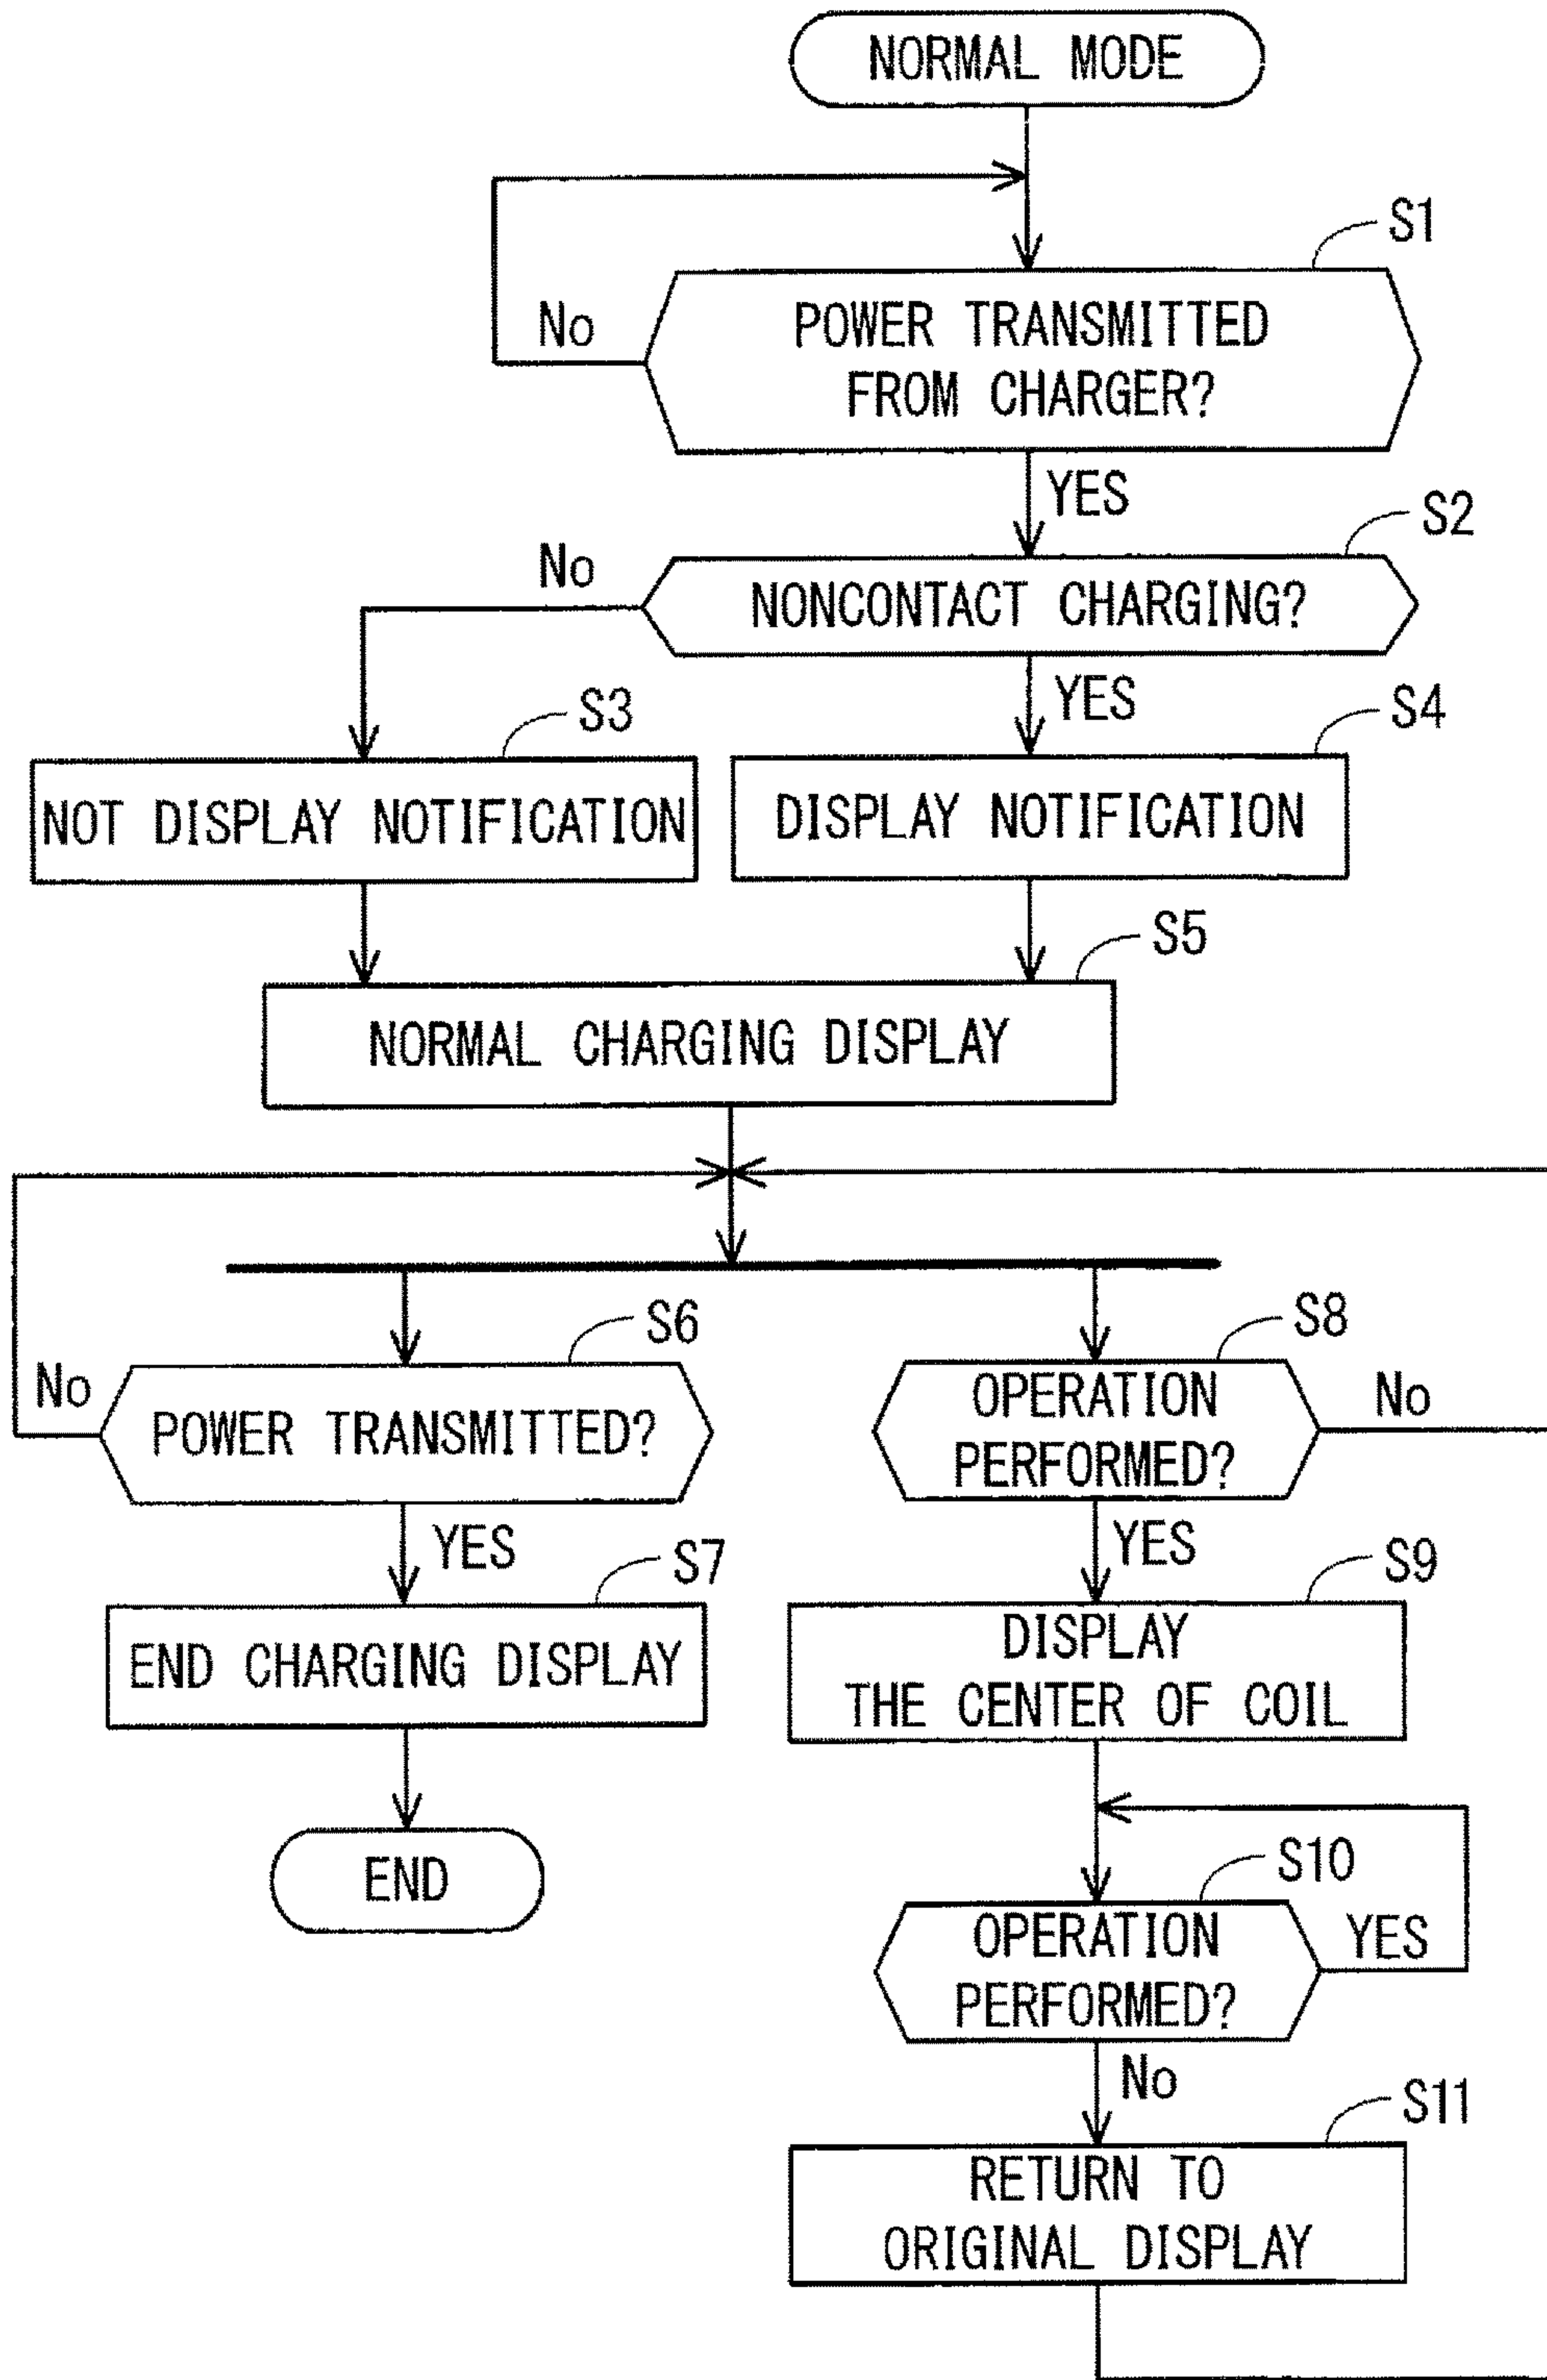 NORMAL MODE
S1
No
POWER TRANSMITTED
FROM CHARGER?
YES
S2
No
NONCONTACT CHARGING?
YES
S3
S4
NOT DISPLAY NOTIFICATION
DISPLAY NOTIFICATION
S5
NORMAL CHARGING DISPLAY
S6
No
POWER TRANSMITTED?
YES
S7
END CHARGING DISPLAY
END
S8
OPERATION
PERFORMED?
No
YES
S9
DISPLAY
THE CENTER OF COIL
S10
OPERATION
PERFORMED?
YES
No
S11
RETURN TO
ORIGINAL DISPLAY